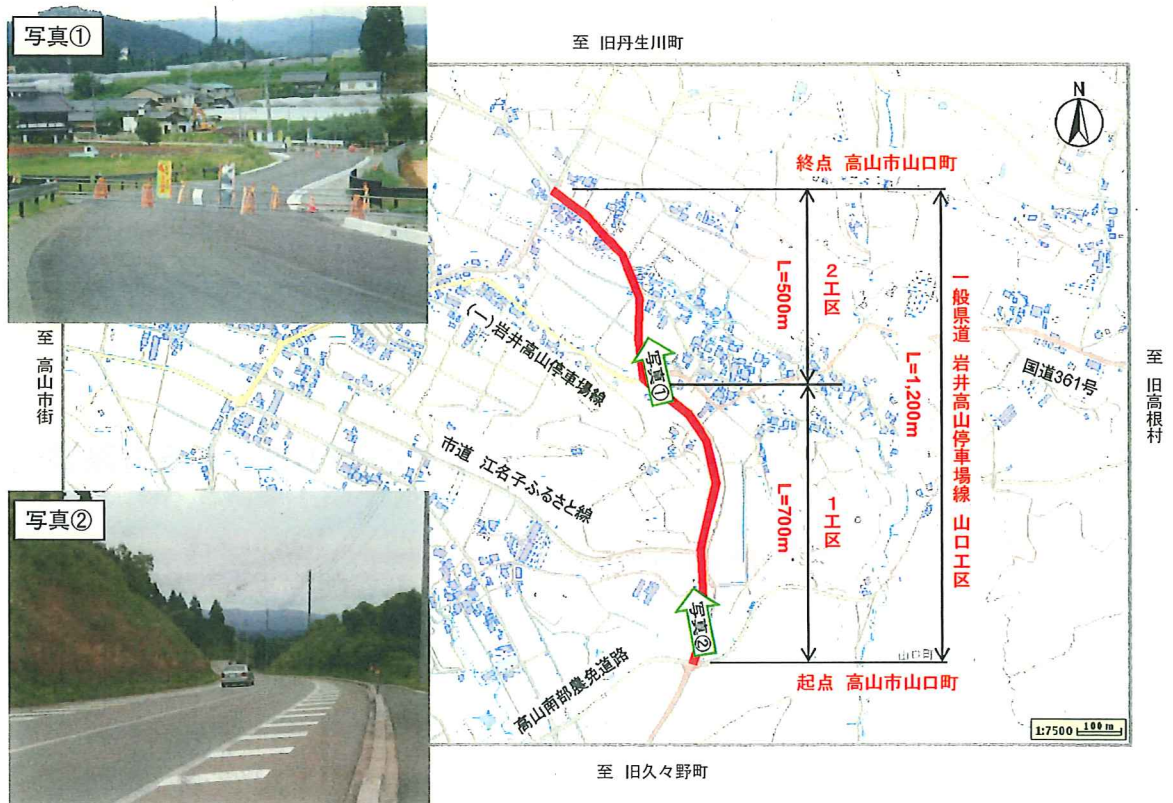 写真①
至 旧丹生川町
N
終点 高山市山口町
2工区
L=500m
一般県道 岩井高山停車場線 山口工区
L=1,200m
(一)岩井高山停車場線
写真①
国道361号
至 旧高根村
至 高山市街
市道 江名子ふるさと線
1工区
L=700m
写真②
写真②
山口町
高山南部農免道路
起点 高山市山口町
1:7500 100m
至 旧久々野町